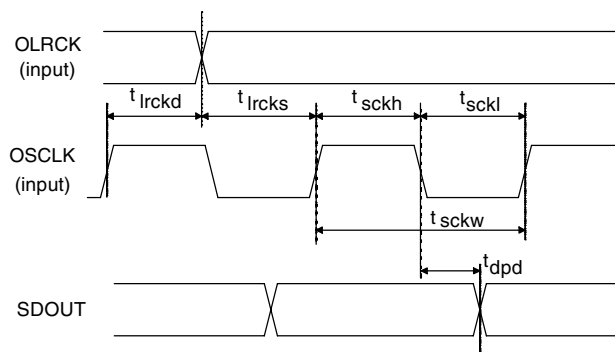 OLRCK
(input)
t lrckd
t lrcks
t sckh
t sckl
OSCLK
(input)
t sckw
t dpd
SDOUT